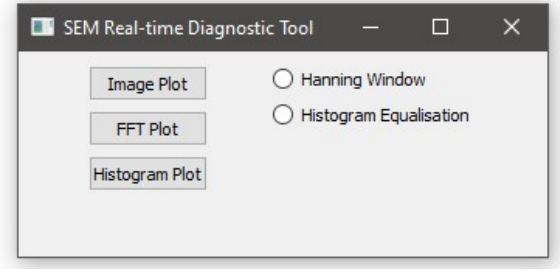 SEM Real-time Diagnostic Tool
Image Plot
Hanning Window
FFT Plot
Histogram Equalisation
Histogram Plot